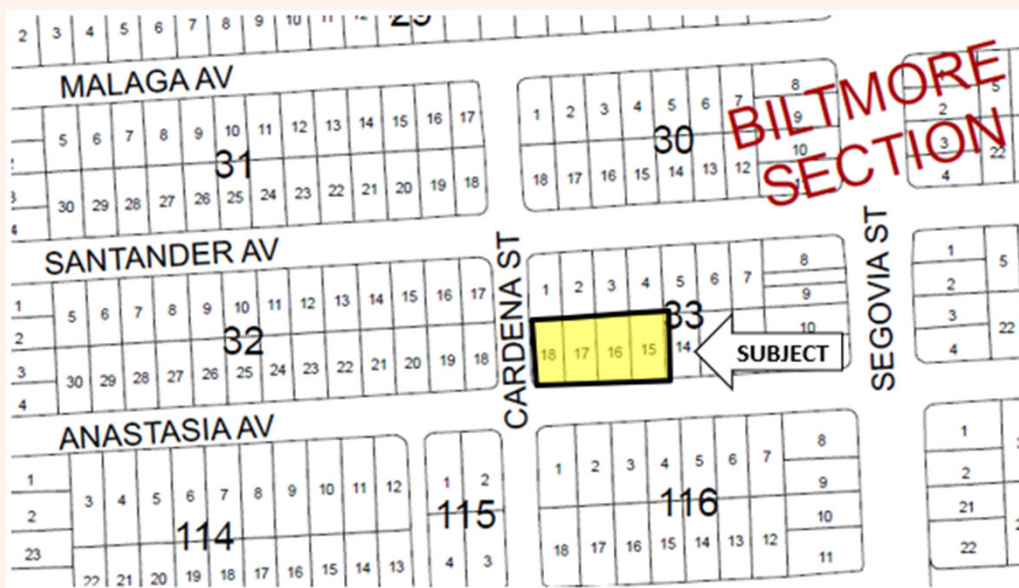 2 3 4 5 6 7 8 9 10 11 29
MALAGA AV
5 6 7 8 9 10 11 12 13 14 15 16 17
31
30 29 28 27 26 25 24 23 22 21 20 19 18
3
4
1 2 3 4 5 6 7 8
9
30
10
18 17 16 15 14 13 12
BILTMORE
SECTION
5
2
3
22
4
SANTANDER AV
CARDENA ST
SEGOVIA ST
1
2
3
4
5 6 7 8 9 10 11 12 13 14 15 16 17
32
30 29 28 27 26 25 24 23 22 21 20 19 18
1 2 3 4 5 6 7 8
9
33
10
18 17 16 15 14
SUBJECT
1
2
3
4
5
22
ANASTASIA AV
1
2
23
3 4 5 6 7 8 9 10 11 12
114
22 21 20 19 18 17 16 15 14 13
1 2
115
4 3
1 2 3 4 5 6 7 8
9
116
10
18 17 16 15 14 13 12 11
1
2
21
22